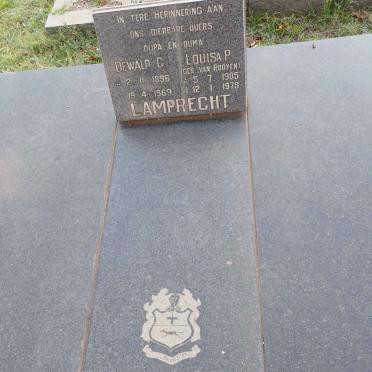 IN TERE HERINNERING AAN
ONS DIERBARE OUERS
OUPA EN OUMA
DEWALD C. LOUISA P.
(GEB VAN ROOYEN)
2·11·1896 5·7·1905
19·4·1969 12·1·1978
LAMPRECHT